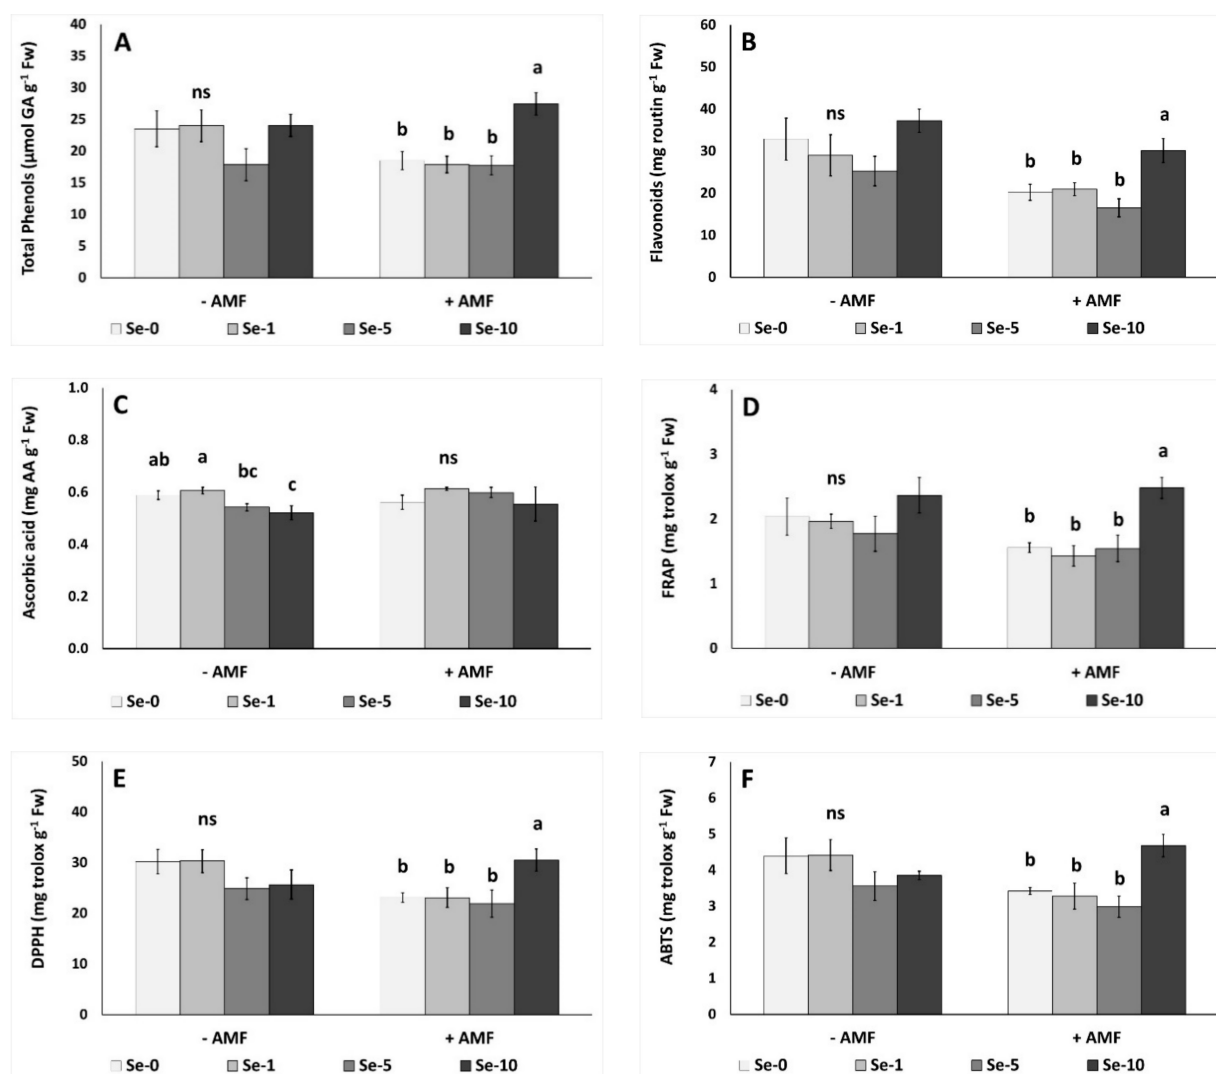 A
Total Phenols (µmol GA g⁻¹ Fw)
40
35
30
25
20
15
10
5
0
ns
b b b a
- AMF + AMF
Se-0 Se-1 Se-5 Se-10
B
Flavonoids (mg routin g⁻¹ Fw)
60
50
40
30
20
10
0
ns
b b b a
- AMF + AMF
Se-0 Se-1 Se-5 Se-10
C
Ascorbic acid (mg AA g⁻¹ Fw)
1.0
0.8
0.6
0.4
0.2
0.0
ab a bc c
ns
- AMF + AMF
Se-0 Se-1 Se-5 Se-10
D
FRAP (mg trolox g⁻¹ Fw)
4
3
2
1
0
ns
b b b a
- AMF + AMF
Se-0 Se-1 Se-5 Se-10
E
DPPH (mg trolox g⁻¹ Fw)
50
40
30
20
10
0
ns
b b b a
- AMF + AMF
Se-0 Se-1 Se-5 Se-10
F
ABTS (mg trolox g⁻¹ Fw)
7
6
5
4
3
2
1
0
ns
b b b a
- AMF + AMF
Se-0 Se-1 Se-5 Se-10